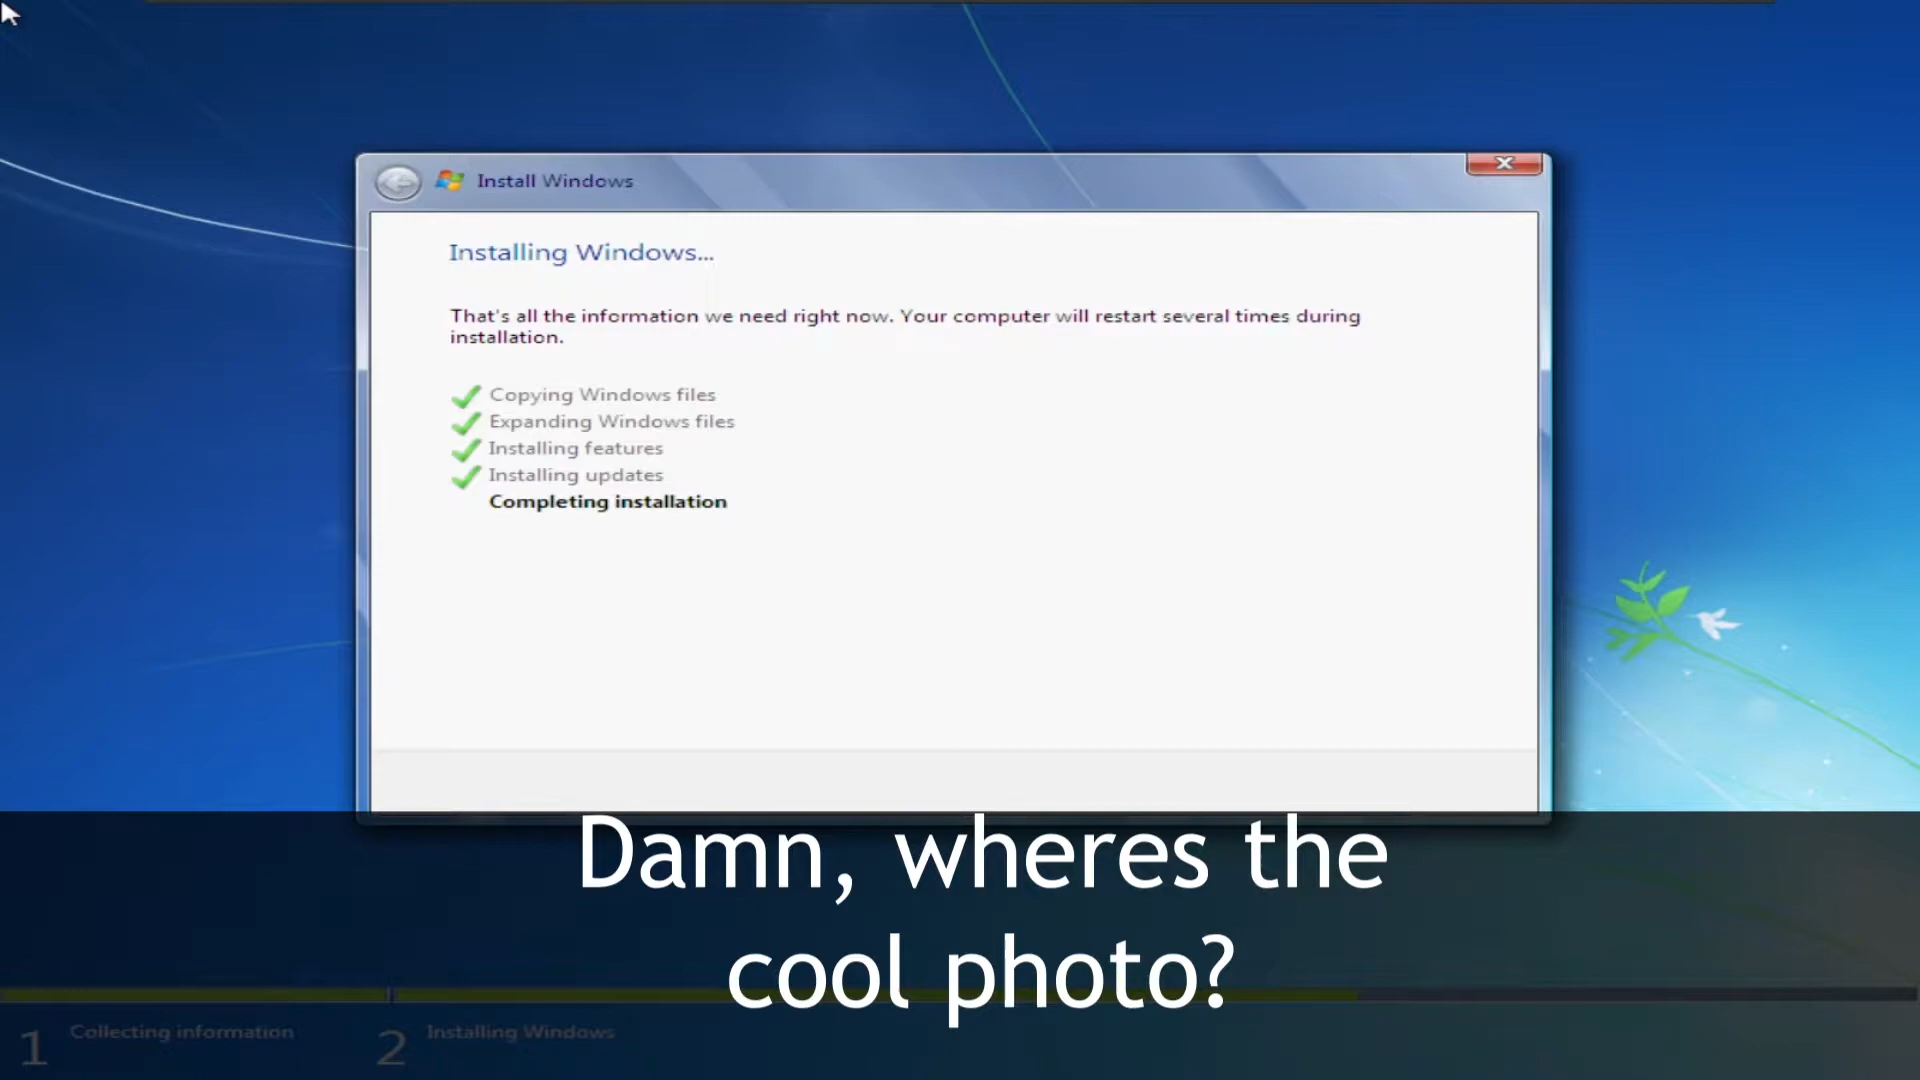 Install Windows
Installing Windows...
That's all the information we need right now. Your computer will restart several times during
installation.
Copying Windows files
Expanding Windows files
Installing features
Installing updates
Completing installation
Damn, wheres the
cool photo?
1 Collecting information
2 Installing Windows